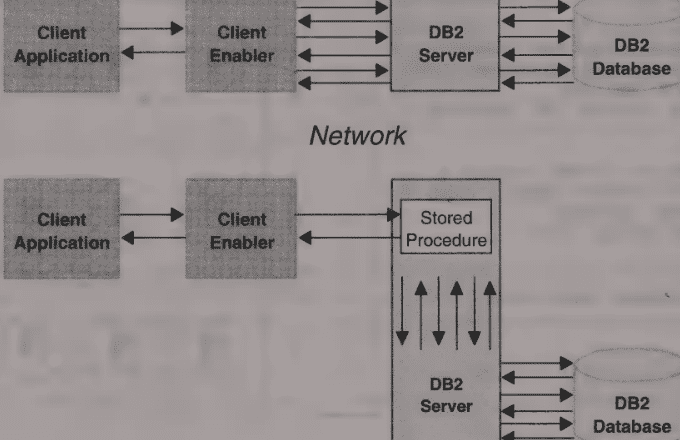 Client
Application
Client
Enabler
DB2
Server
DB2
Database
Network
Client
Application
Client
Enabler
Stored
Procedure
DB2
Server
DB2
Database